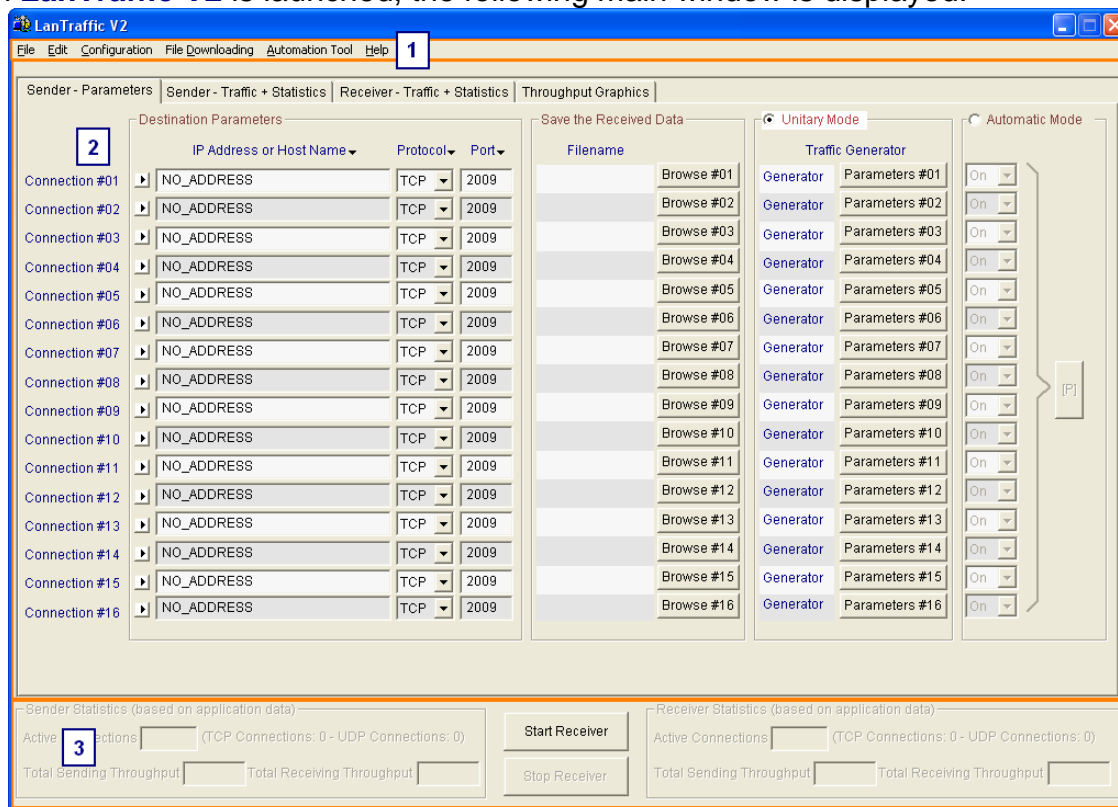 LanTraffic V2 is launched, the following main window is displayed:
LanTraffic V2
File Edit Configuration File Downloading Automation Tool Help 1
Sender - Parameters Sender - Traffic + Statistics Receiver - Traffic + Statistics Throughput Graphics
Destination Parameters Save the Received Data Unitary Mode Automatic Mode
2 IP Address or Host Name Protocol Port Filename Traffic Generator
Connection #01 NO_ADDRESS TCP 2009 Browse #01 Generator Parameters #01 On
Connection #02 NO_ADDRESS TCP 2009 Browse #02 Generator Parameters #02 On
Connection #03 NO_ADDRESS TCP 2009 Browse #03 Generator Parameters #03 On
Connection #04 NO_ADDRESS TCP 2009 Browse #04 Generator Parameters #04 On
Connection #05 NO_ADDRESS TCP 2009 Browse #05 Generator Parameters #05 On
Connection #06 NO_ADDRESS TCP 2009 Browse #06 Generator Parameters #06 On
Connection #07 NO_ADDRESS TCP 2009 Browse #07 Generator Parameters #07 On
Connection #08 NO_ADDRESS TCP 2009 Browse #08 Generator Parameters #08 On [P]
Connection #09 NO_ADDRESS TCP 2009 Browse #09 Generator Parameters #09 On
Connection #10 NO_ADDRESS TCP 2009 Browse #10 Generator Parameters #10 On
Connection #11 NO_ADDRESS TCP 2009 Browse #11 Generator Parameters #11 On
Connection #12 NO_ADDRESS TCP 2009 Browse #12 Generator Parameters #12 On
Connection #13 NO_ADDRESS TCP 2009 Browse #13 Generator Parameters #13 On
Connection #14 NO_ADDRESS TCP 2009 Browse #14 Generator Parameters #14 On
Connection #15 NO_ADDRESS TCP 2009 Browse #15 Generator Parameters #15 On
Connection #16 NO_ADDRESS TCP 2009 Browse #16 Generator Parameters #16 On
Sender Statistics (based on application data) Receiver Statistics (based on application data)
Active 3 ections (TCP Connections: 0 - UDP Connections: 0) Start Receiver Active Connections (TCP Connections: 0 - UDP Connections: 0)
Total Sending Throughput Total Receiving Throughput Stop Receiver Total Sending Throughput Total Receiving Throughput